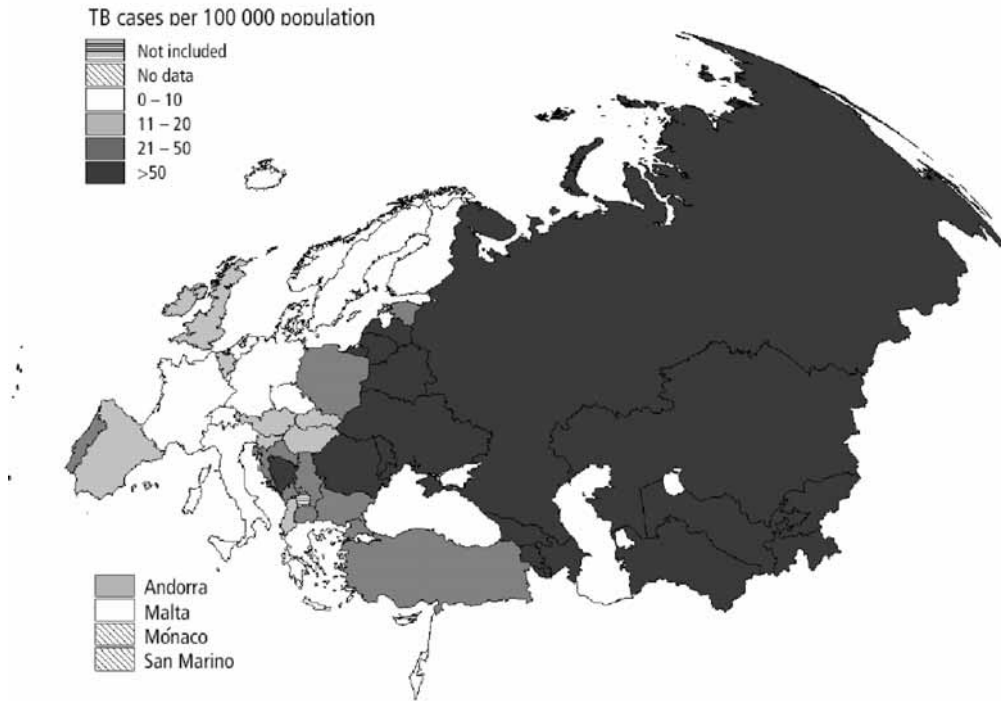 TB cases per 100 000 population
Not included
No data
0 – 10
11 – 20
21 – 50
>50
Andorra
Malta
Mónaco
San Marino